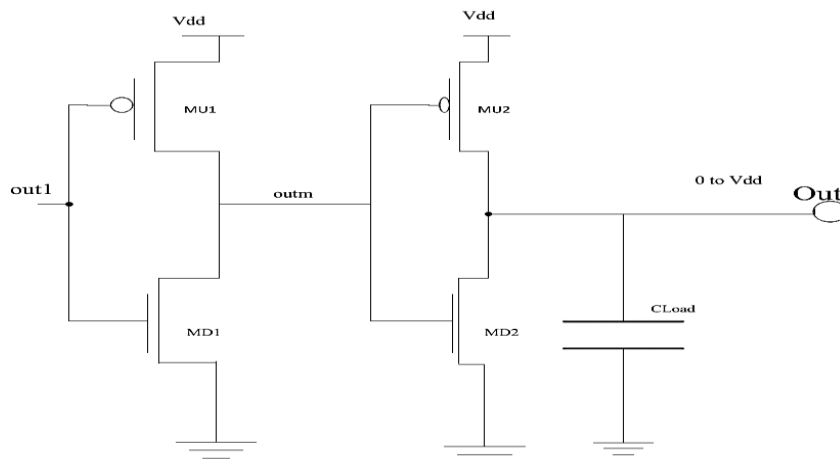 Vdd
Vdd
MU1
MU2
out1
outm
0 to Vdd
Out
CLoad
MD1
MD2